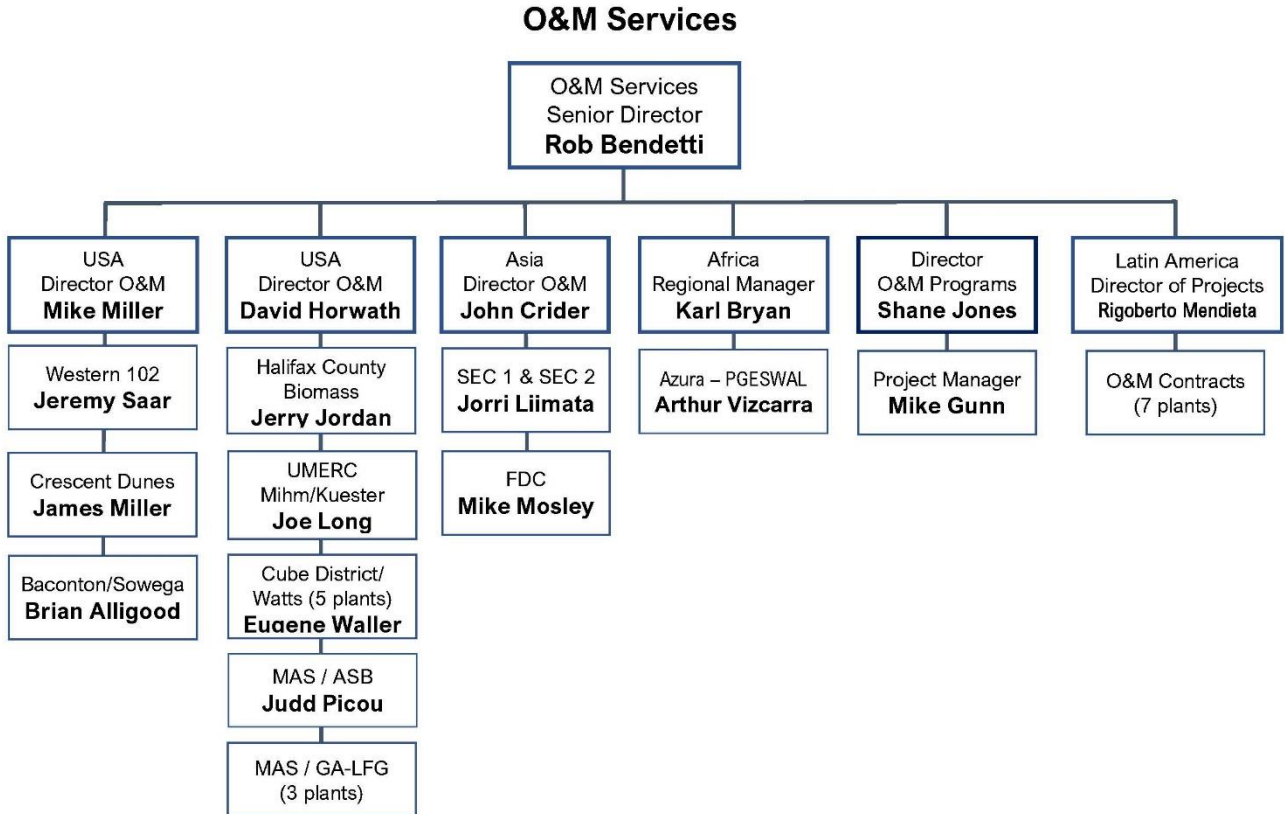 O&M Services
O&M Services
Senior Director
Rob Bendetti
USA
Director O&M
Mike Miller
USA
Director O&M
David Horwath
Asia
Director O&M
John Crider
Africa
Regional Manager
Karl Bryan
Director
O&M Programs
Shane Jones
Latin America
Director of Projects
Rigoberto Mendieta
Western 102
Jeremy Saar
Halifax County
Biomass
Jerry Jordan
SEC 1 & SEC 2
Jorri Liimata
Azura – PGESWAL
Arthur Vizcarra
Project Manager
Mike Gunn
O&M Contracts
(7 plants)
Crescent Dunes
James Miller
UMERC
Mihm/Kuester
Joe Long
FDC
Mike Mosley
Baconton/Sowega
Brian Alligood
Cube District/
Watts (5 plants)
Eugene Waller
MAS / ASB
Judd Picou
MAS / GA-LFG
(3 plants)